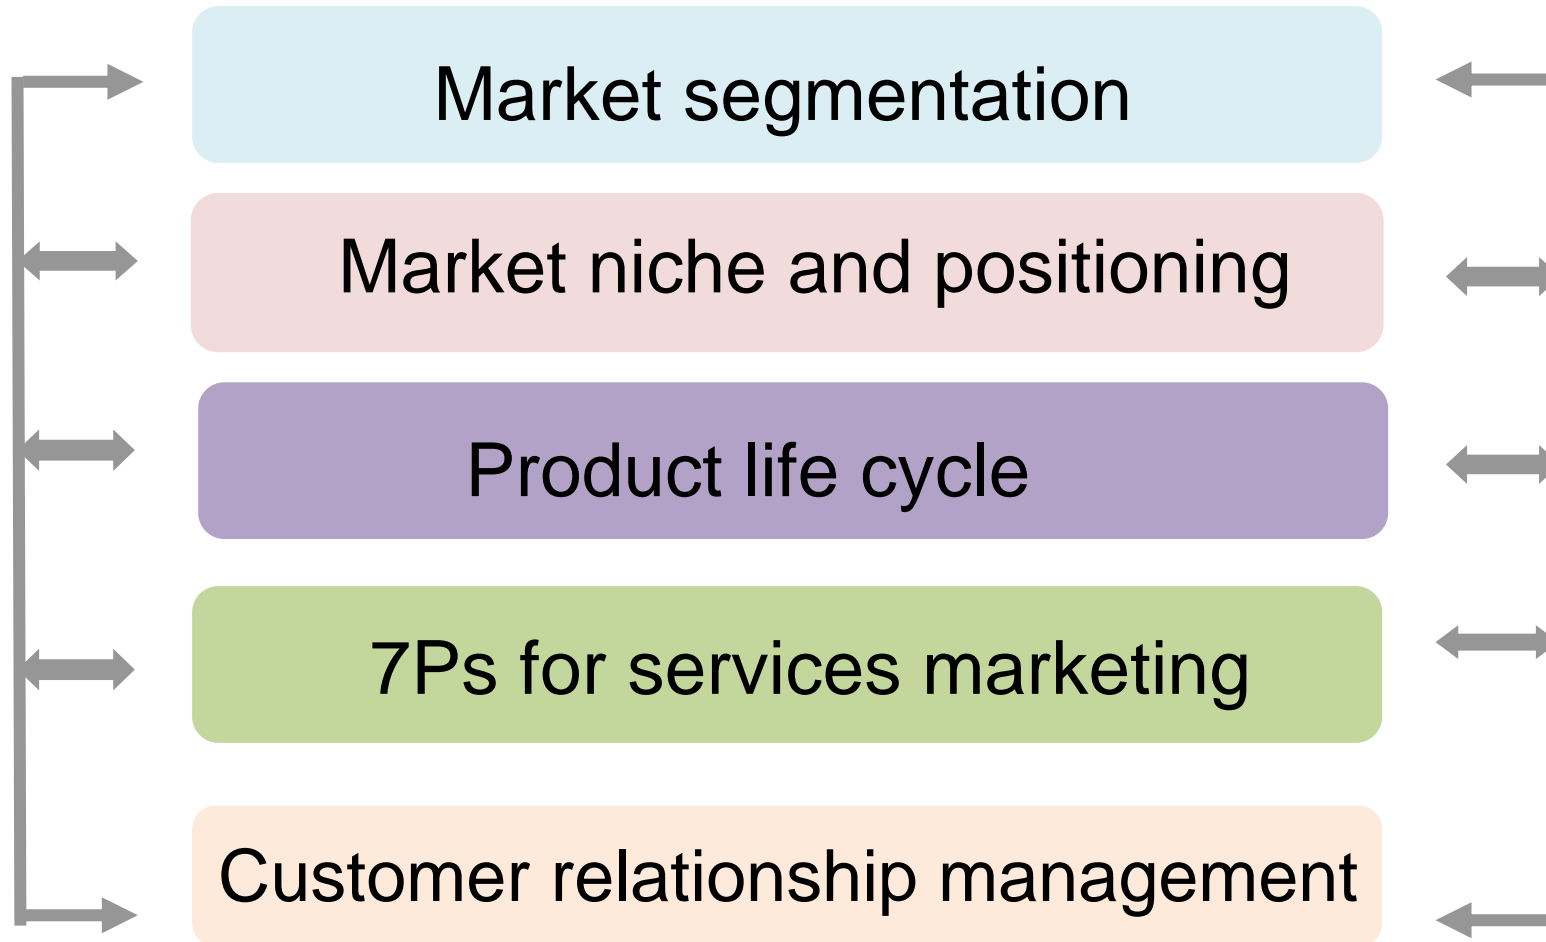 Market segmentation
Market niche and positioning
Product life cycle
7Ps for services marketing
Customer relationship management